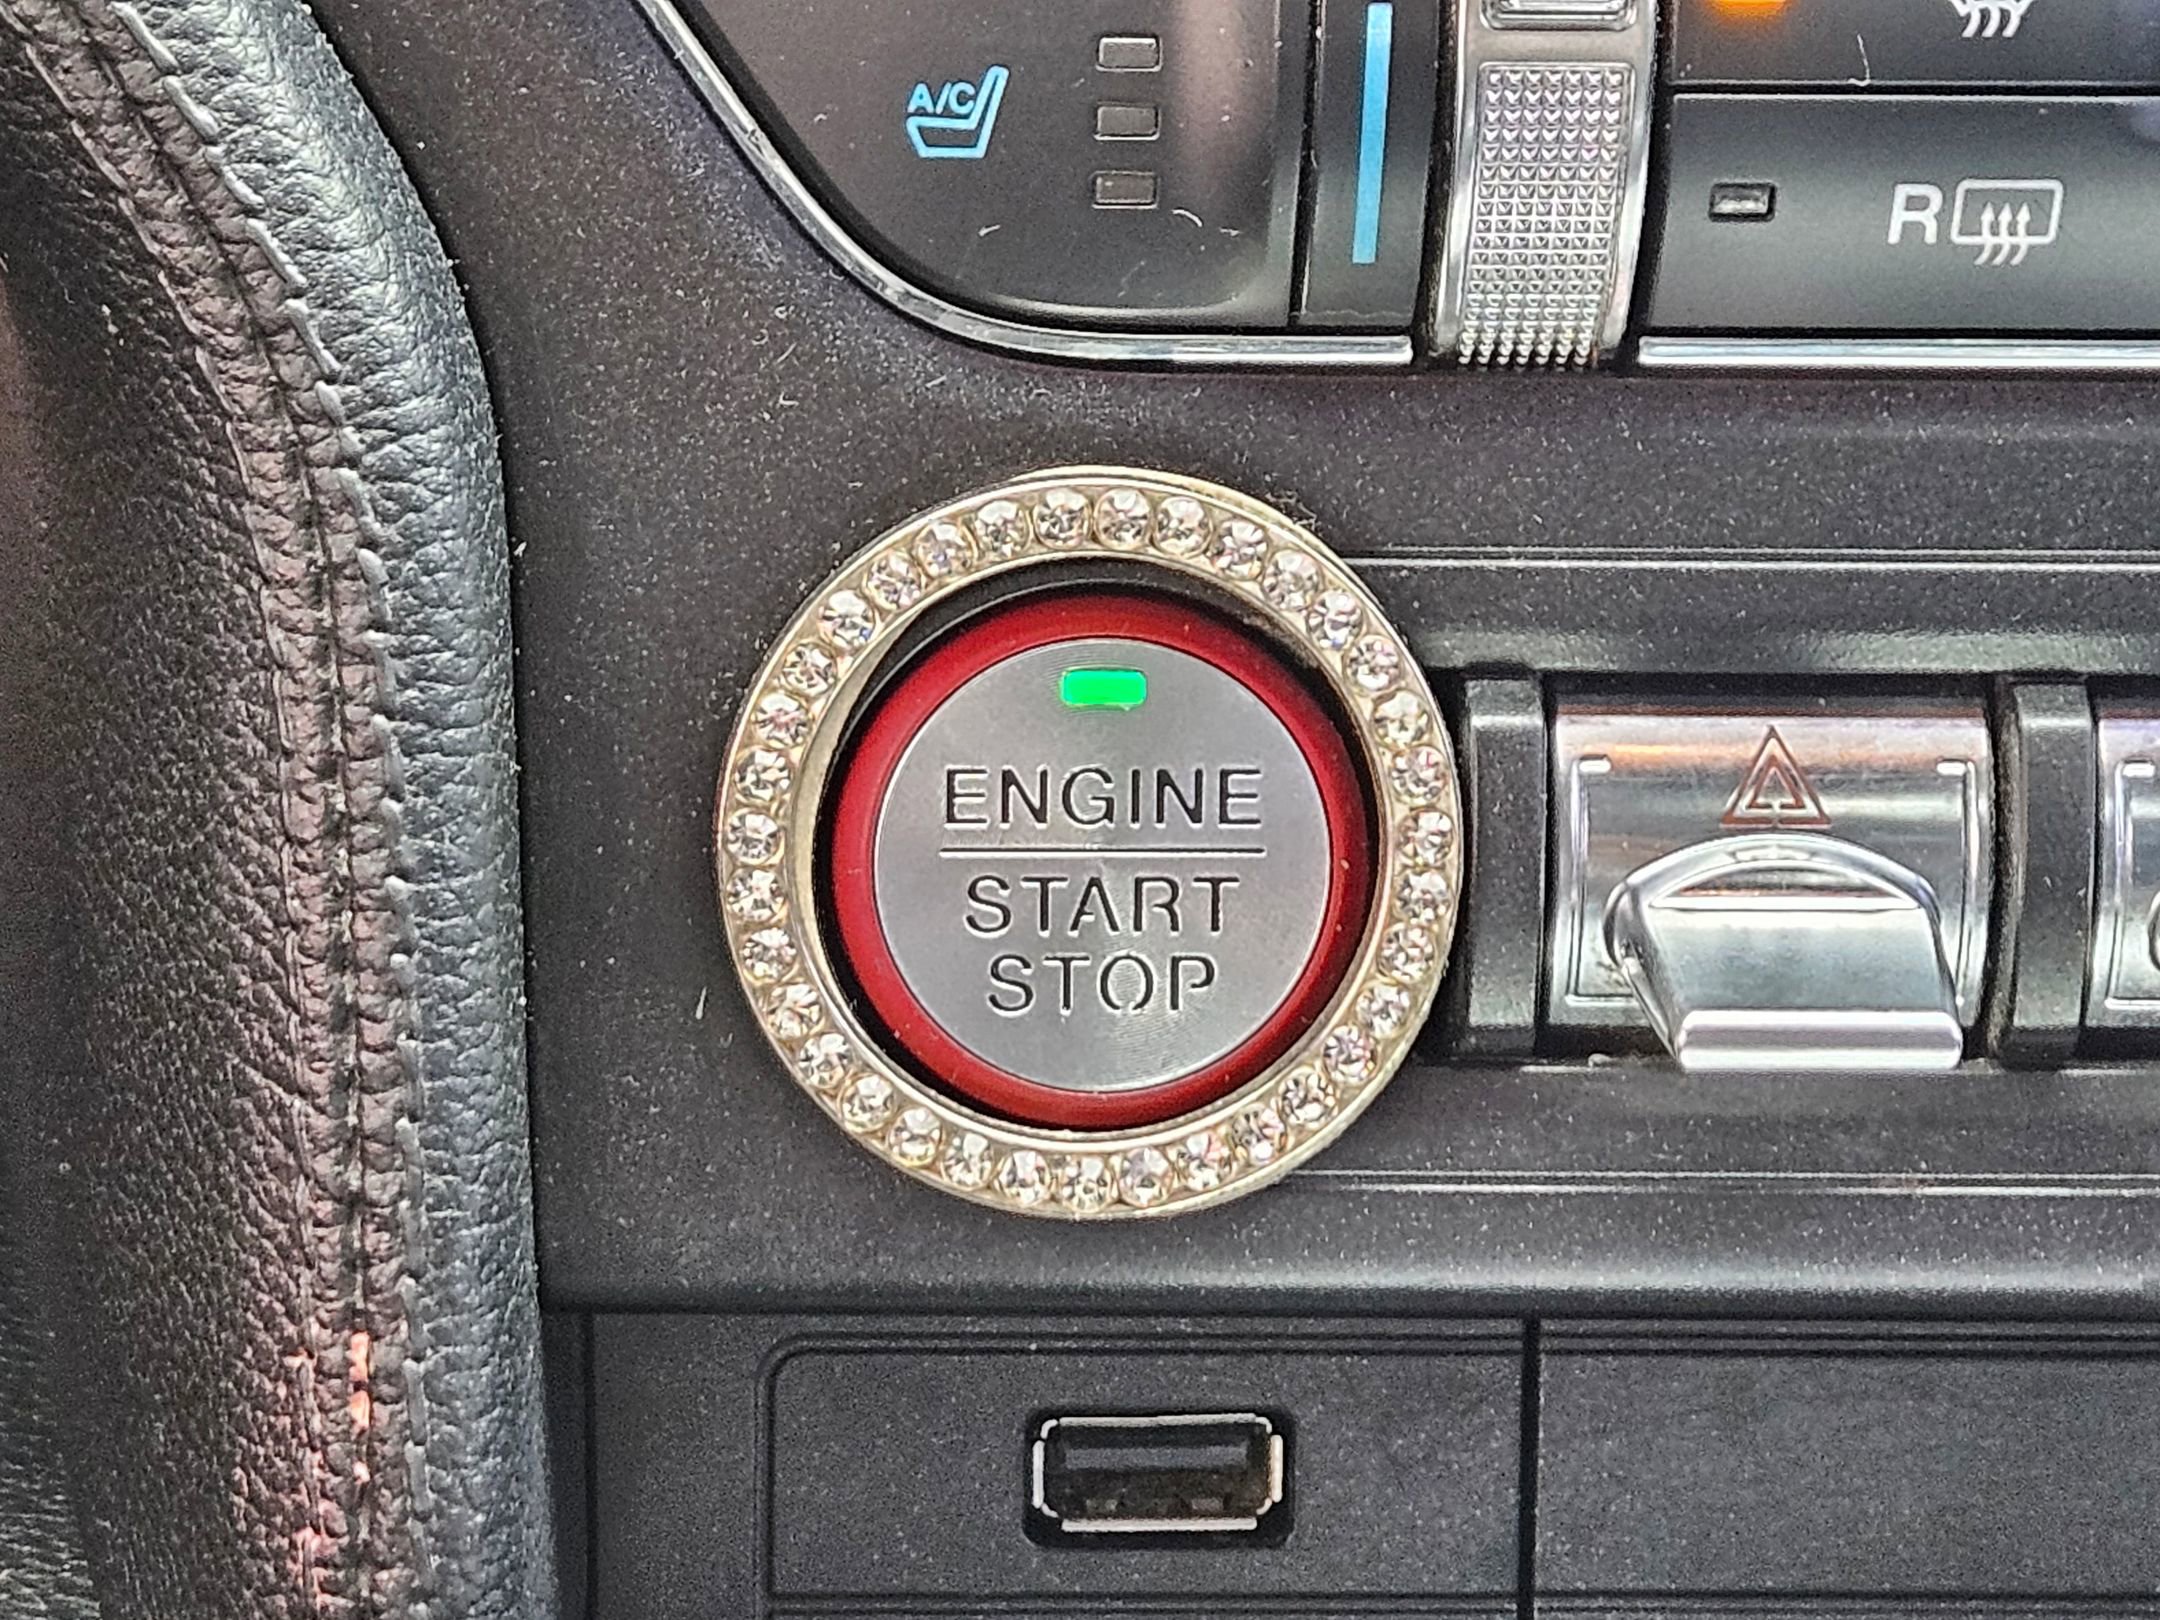 A/C
R
ENGINE
START
STOP